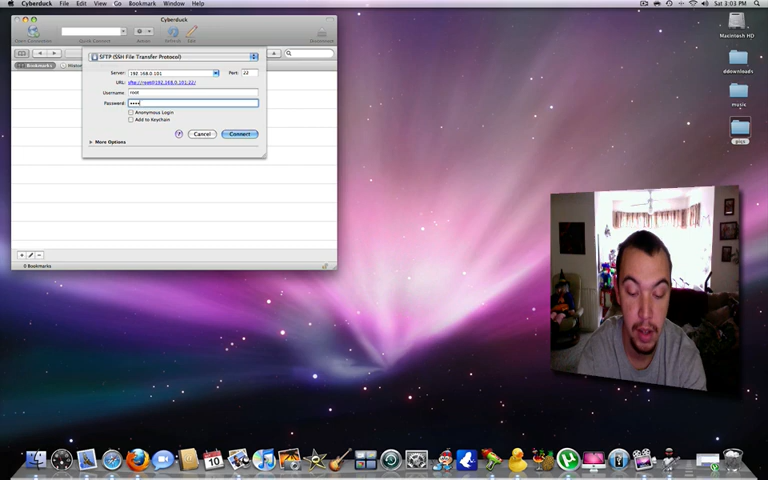 Cyberduck File Edit View Go Bookmark Window Help
Sat 3:03 PM
Cyberduck
Open Connection Quick Connect Action Refresh Edit Disconnect
Bookmarks
SFTP (SSH File Transfer Protocol)
Server: 192.168.0.101 Port: 22
URL: sftp://root@192.168.0.101:22/
Username: root
Password: ••••
Anonymous Login
Add to Keychain
? Cancel Connect
More Options
0 Bookmarks
Macintosh HD
ddownloads
music
10